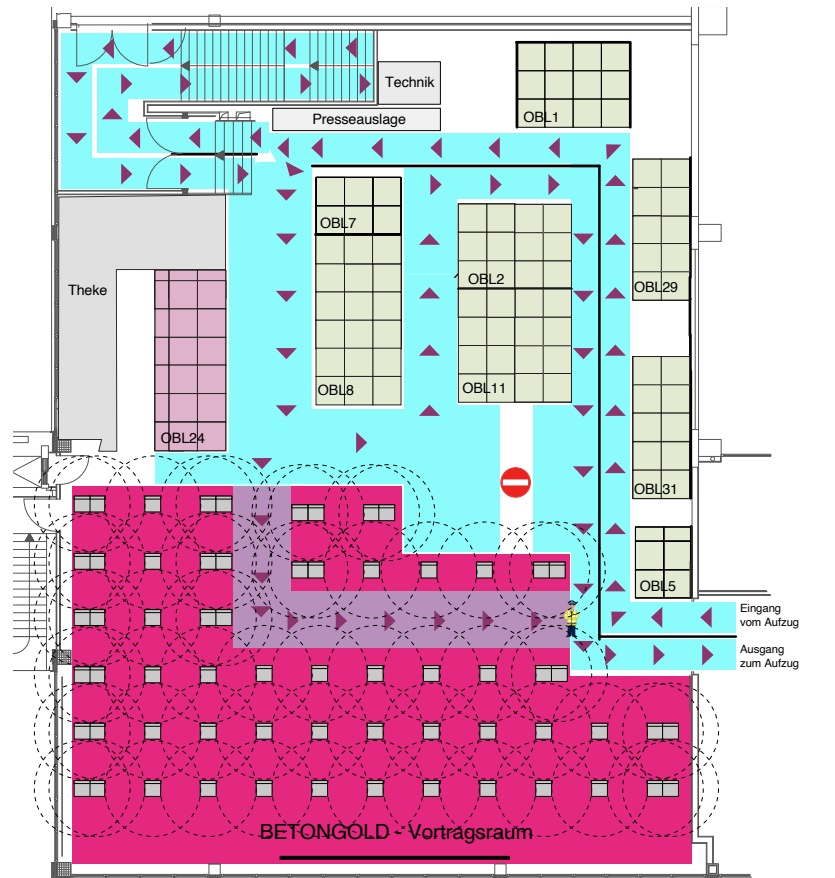 Technik
OBL1
Presseauslage
OBL7
Theke
OBL2
OBL29
OBL8
OBL11
OBL24
OBL31
OBL5
Eingang
vom Aufzug
Ausgang
zum Aufzug
BETONGOLD - Vortragsraum